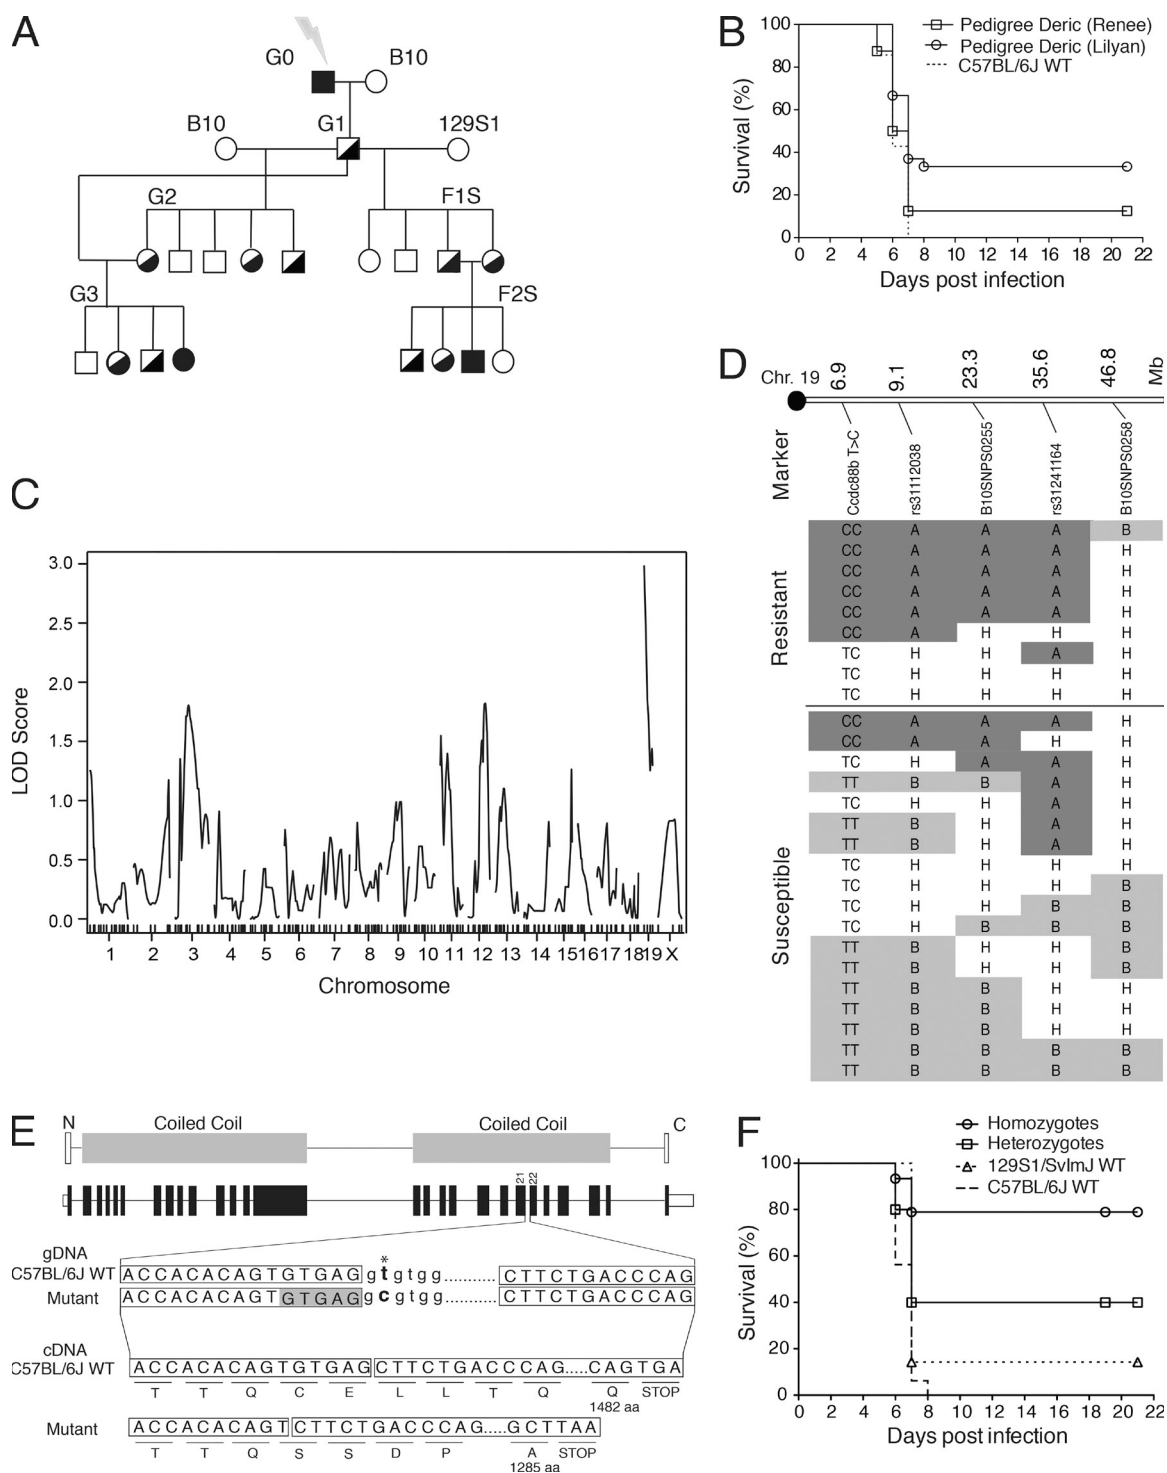 A
G0
B10
B10
G1
129S1
G2
F1S
G3
F2S
B
Survival (%)
100
80
60
40
20
0
0 2 4 6 8 10 12 14 16 18 20 22
Days post infection
Pedigree Deric (Renee)
Pedigree Deric (Lilyan)
C57BL/6J WT
C
LOD Score
3.0
2.5
2.0
1.5
1.0
0.5
0.0
1 2 3 4 5 6 7 8 9 10 11 12 13 14 15 16 17 18 19 X
Chromosome
D
Chr. 19 6.9 9.1 23.3 35.6 46.8 Mb
Marker
Ccdc88b T>C
rs31112038
B10SNPS0255
rs31241164
B10SNPS0258
Resistant
CC A A A B
CC A A A H
CC A A A H
CC A A A H
CC A A A H
CC A H H H
TC H H A H
TC H H H H
TC H H H H
Susceptible
CC A A A H
CC A A H H
TC H A A H
TT B B A H
TC H H A H
TT B H A H
TT B H A H
TC H H H H
TC H H H B
TC H H B B
TC H B B B
TT B H H B
TT B H H B
TT B B H H
TT B B H H
TT B B H H
TT B B B B
TT B B B B
E
N Coiled Coil Coiled Coil C
21 22
gDNA
*
C57BL/6J WT ACCACACAGTGTGAGgtgtgg..........CTTCTGACCCAG
Mutant ACCACACAGTGTGAGgcgtgg..........CTTCTGACCCAG
cDNA
C57BL/6J WT ACCACACAGTGTGAGCTTCTGACCCAG.....CAGTGA
T T Q C E L L T Q Q STOP
1482 aa
Mutant ACCACACAGTCTTCTGACCCAG.....GCTTAA
T T Q S S D P A STOP
1285 aa
F
Homozygotes
Heterozygotes
129S1/SvImJ WT
C57BL/6J WT
Survival (%)
100
80
60
40
20
0
0 2 4 6 8 10 12 14 16 18 20 22
Days post infection